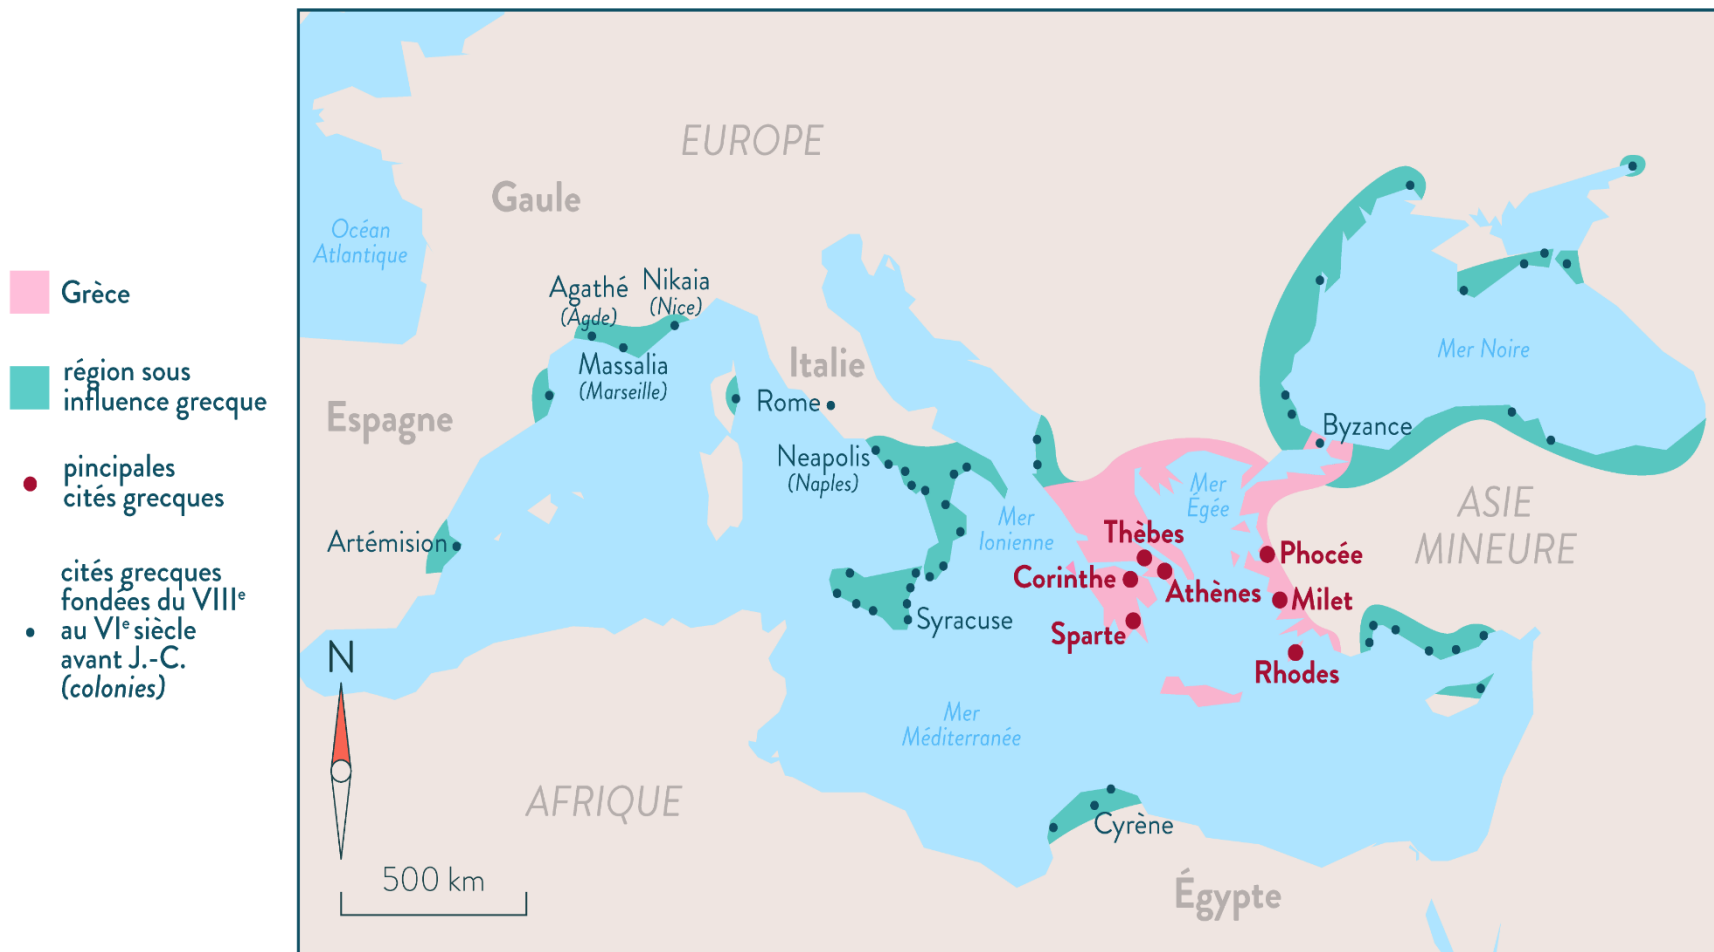 Grèce
région sous
influence grecque
pincipales
cités grecques
cités grecques
fondées du VIIIᵉ
au VIᵉ siècle
avant J.-C.
(colonies)
N
500 km
EUROPE
Gaule
Océan
Atlantique
Agathé
(Agde)
Nikaia
(Nice)
Massalia
(Marseille)
Italie
Rome
Espagne
Neapolis
(Naples)
Artémision
Mer
Ionienne
Syracuse
Mer
Égée
Mer Noire
Byzance
ASIE
MINEURE
Thèbes
Corinthe
Athènes
Sparte
Phocée
Milet
Rhodes
Mer
Méditerranée
AFRIQUE
Cyrène
Égypte